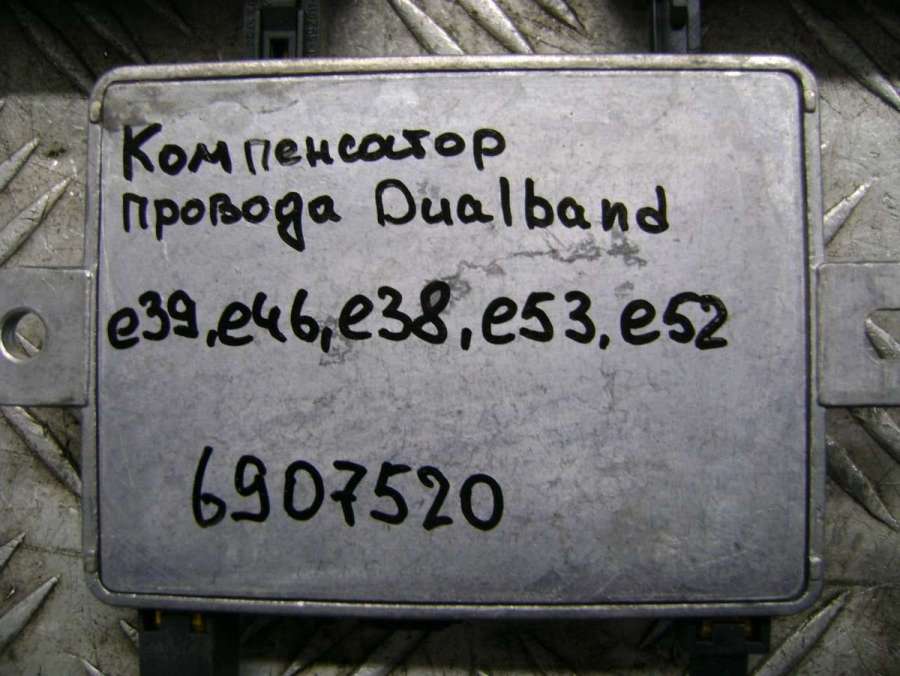 Компенсатор
провода Dualband
e39, e46, e38, e53, e52
6907520